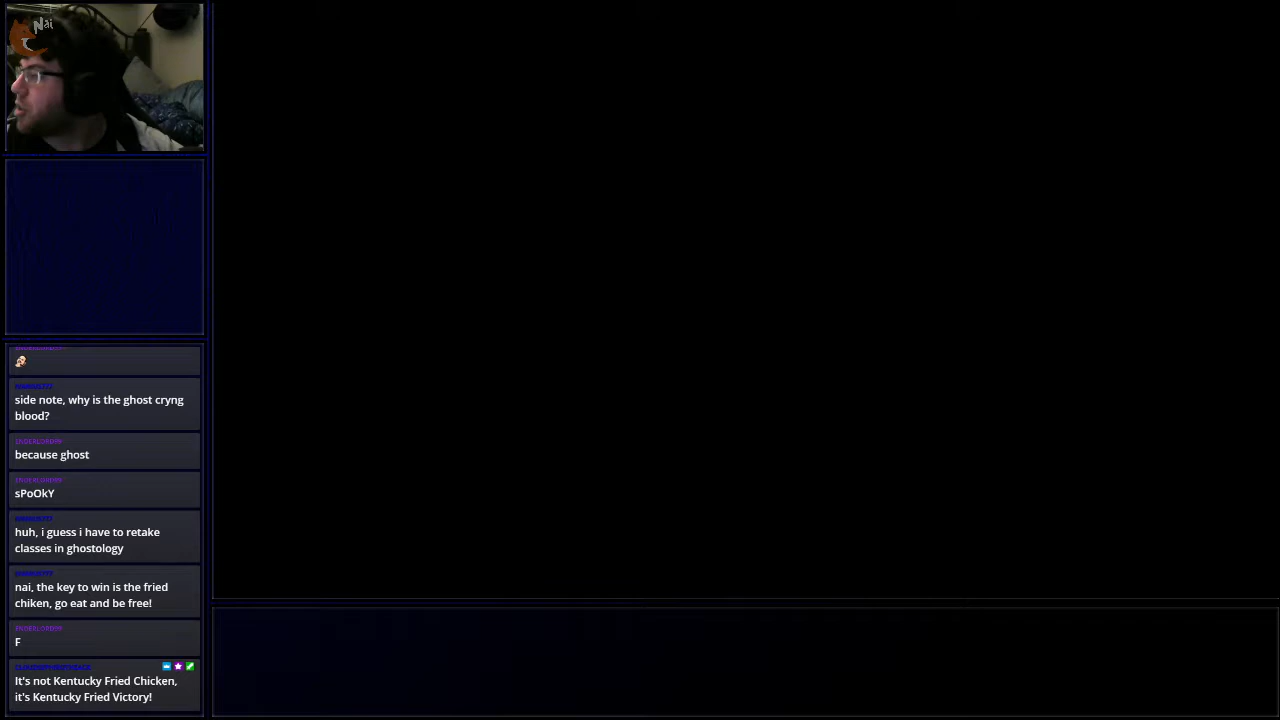 Nai
side note, why is the ghost cryng
blood?
because ghost
sPoOkY
huh, i guess i have to retake
classes in ghostology
nai, the key to win is the fried
chiken, go eat and be free!
F
It's not Kentucky Fried Chicken,
it's Kentucky Fried Victory!